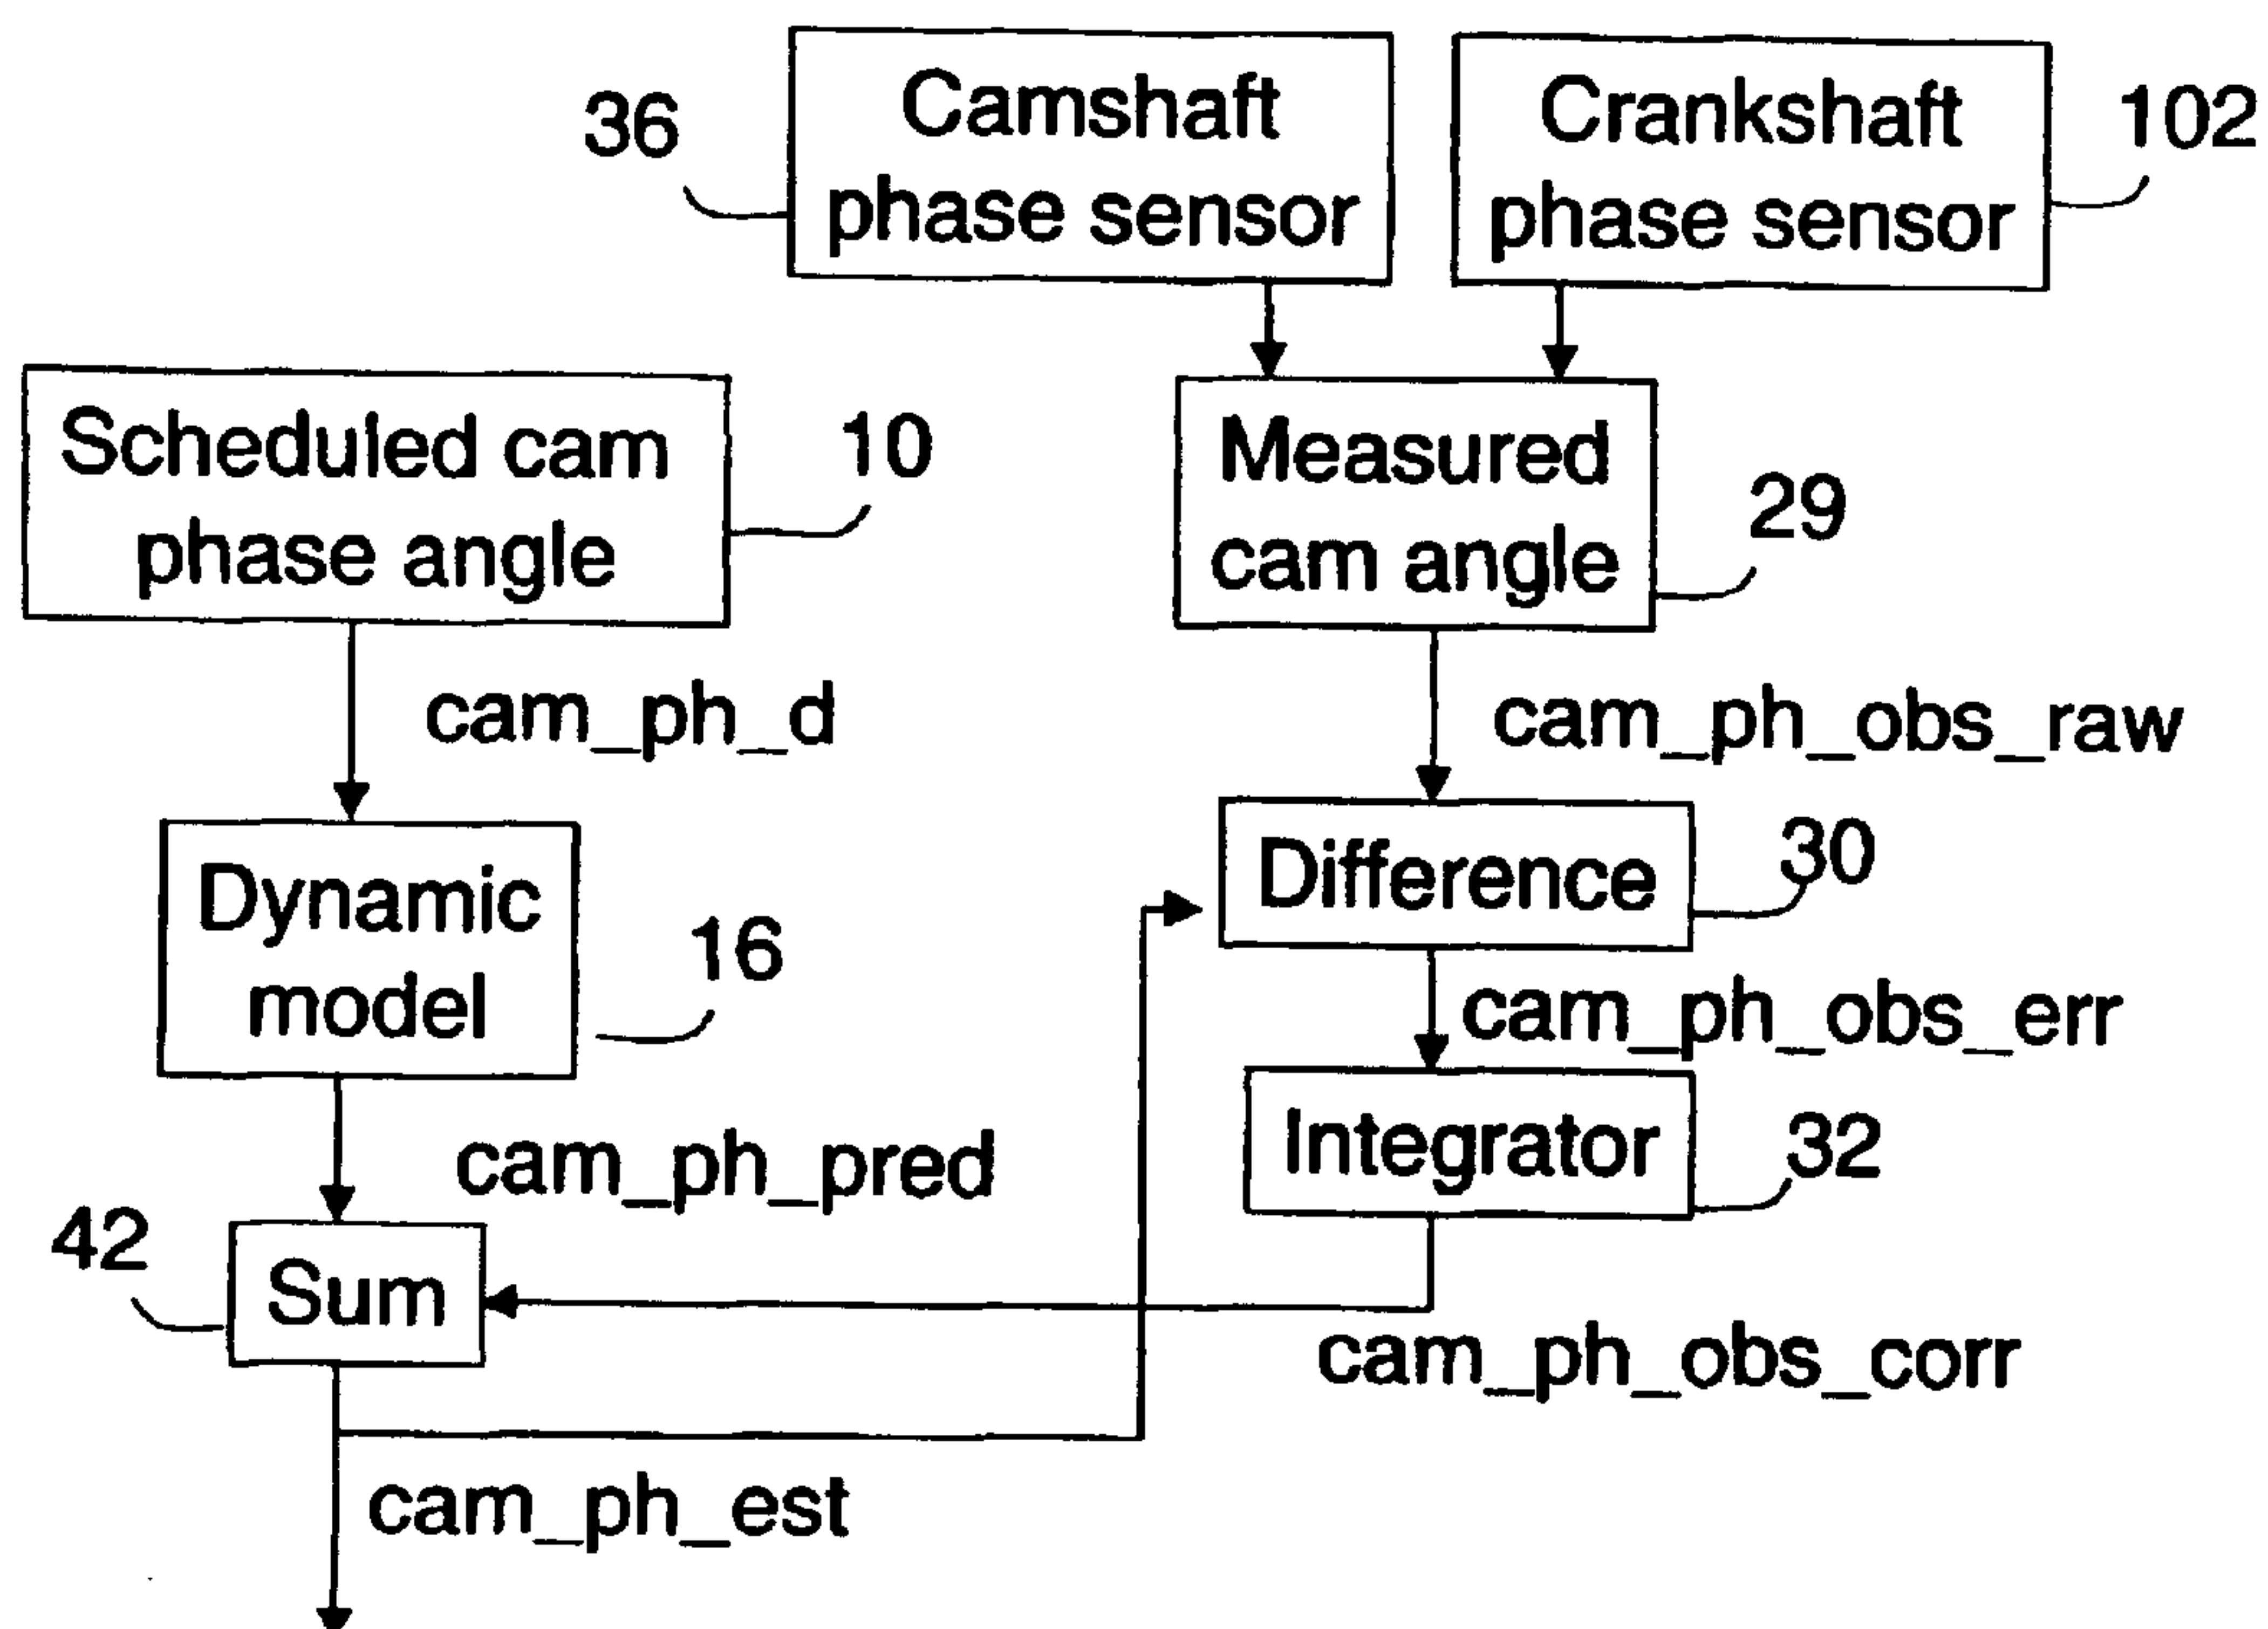 Camshaft
phase sensor
36
Crankshaft
phase sensor
102
Scheduled cam
phase angle
10
Measured
cam angle
29
cam_ph_d
cam_ph_obs_raw
Dynamic
model
16
Difference
30
cam_ph_obs_err
cam_ph_pred
Integrator
32
42
Sum
cam_ph_obs_corr
cam_ph_est